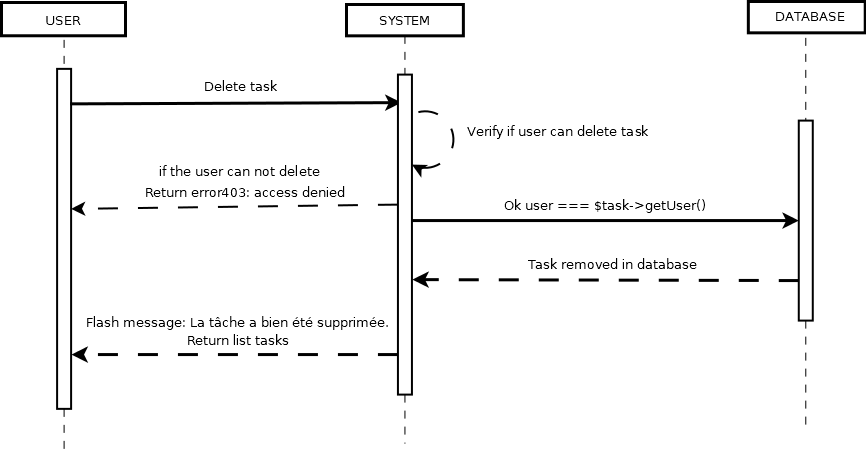 USER
SYSTEM
DATABASE
Delete task
Verify if user can delete task
if the user can not delete
Return error403: access denied
Ok user === $task->getUser()
Task removed in database
Flash message: La tâche a bien été supprimée.
Return list tasks